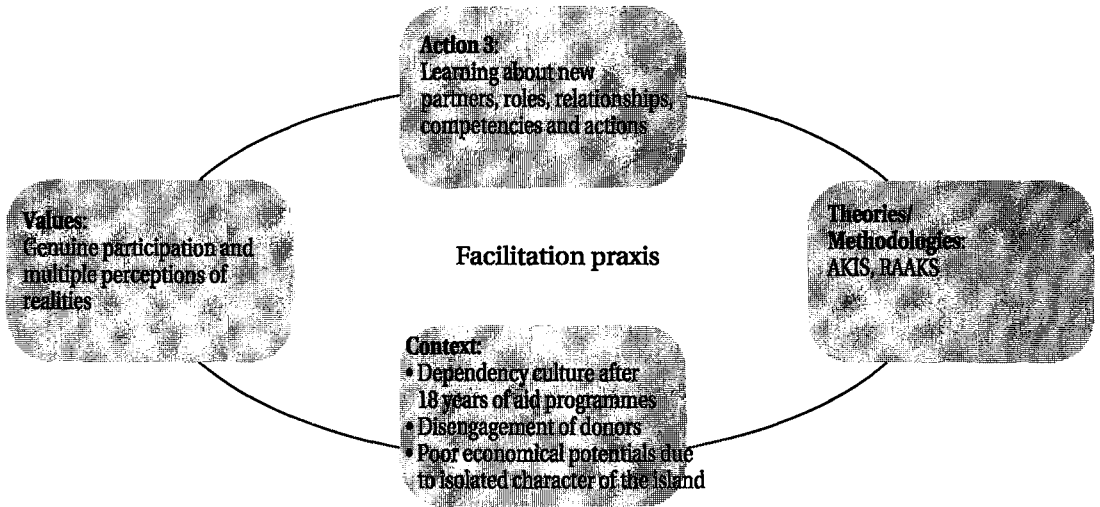 Action 3:
Learning about new
partners, roles, relationships,
competencies and actions
Values:
Genuine participation and
multiple perceptions of
realities
Facilitation praxis
Theories/
Methodologies:
AKIS, RAAKS
Context:
• Dependency culture after
18 years of aid programmes
• Disengagement of donors
• Poor economical potentials due
to isolated character of the island